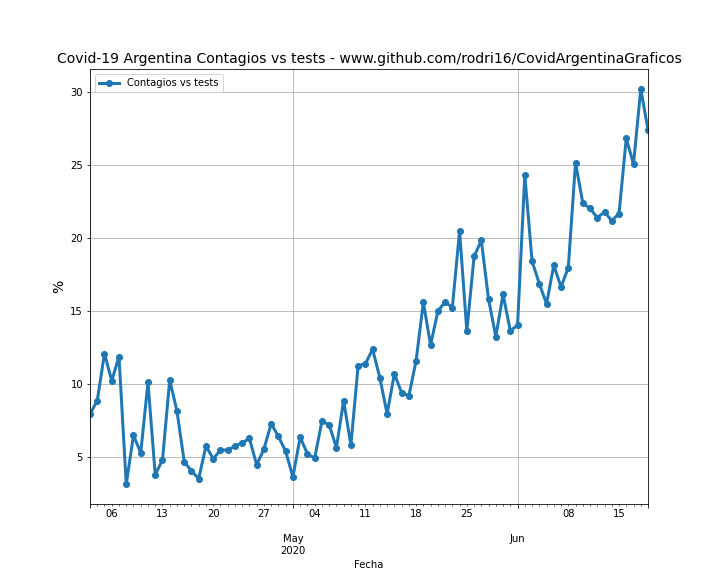 Covid-19 Argentina Contagios vs tests - www.github.com/rodri16/CovidArgentinaGraficos
Contagios vs tests
30
25
20
15
10
5
%
06 13 20 27 04 11 18 25 08 15
May Jun
2020
Fecha